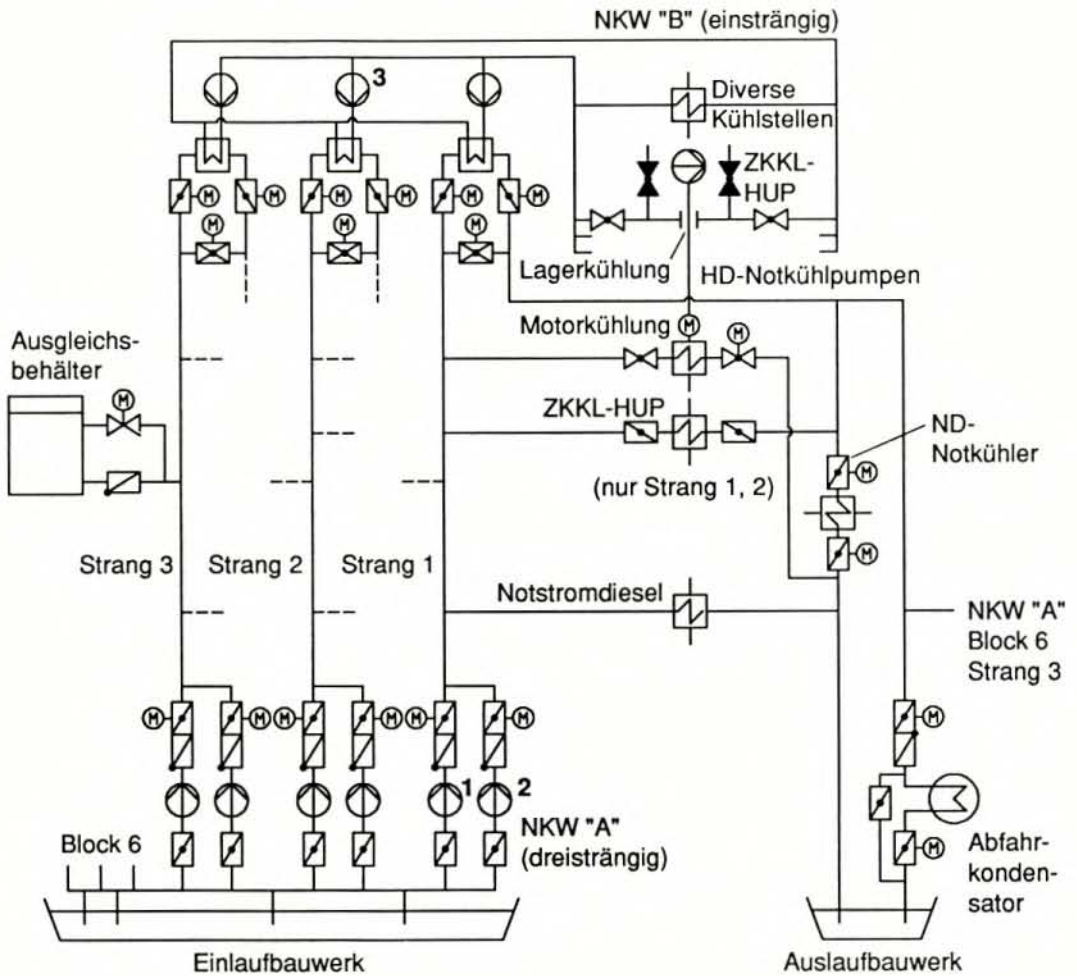 NKW "B" (einsträngig)
3
Diverse
Kühlstellen
ZKKL-
HUP
M
M
M
M
M
M
M
M
M
Lagerkühlung
HD-Notkühlpumpen
Motorkühlung
M
M
Ausgleichs-
behälter
M
ZKKL-HUP
ND-
Notkühler
M
(nur Strang 1, 2)
M
Strang 3
Strang 2
Strang 1
Notstromdiesel
NKW "A"
Block 6
Strang 3
M
M
M
M
M
M
M
1
2
NKW "A"
(dreisträngig)
Block 6
M
Abfahr-
konden-
sator
Einlaufbauwerk
Auslaufbauwerk